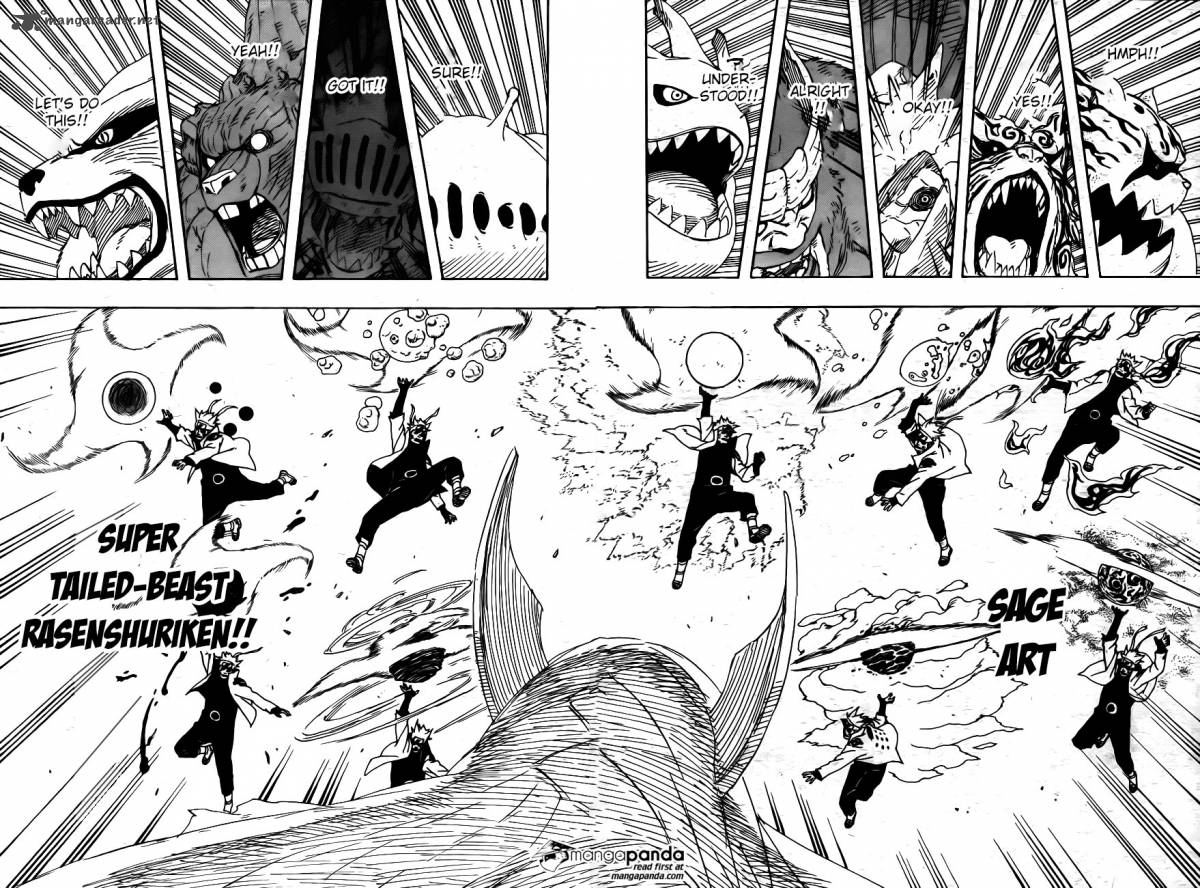 HMPH!!
YES!!
OKAY!!
ALRIGHT
!!
UNDER-
STOOD!!
SURE!!
GOT IT!!
YEAH!!
LET'S DO
THIS!!
SAGE
ART
SUPER
TAILED-BEAST
RASENSHURIKEN!!
mangareader.net
mangapanda
read first at
mangapanda.com